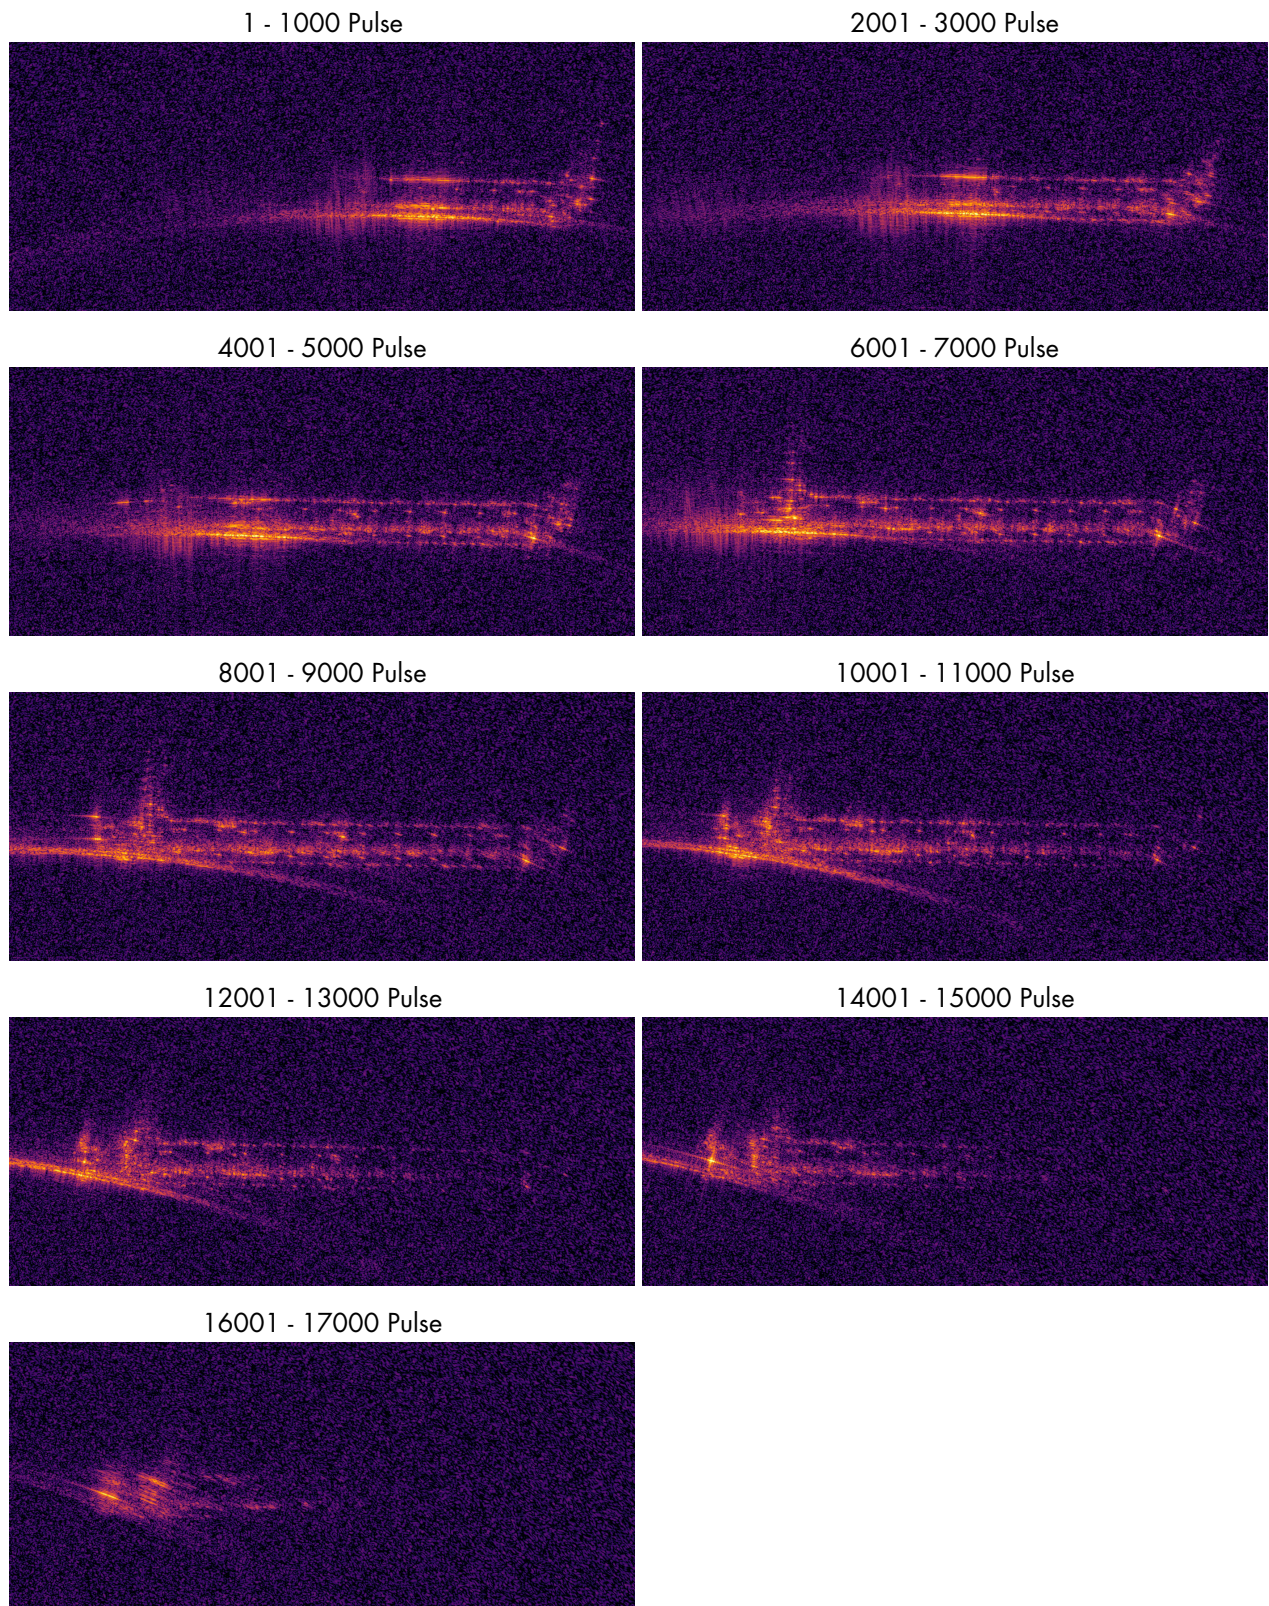 1 - 1000 Pulse
2001 - 3000 Pulse
4001 - 5000 Pulse
6001 - 7000 Pulse
8001 - 9000 Pulse
10001 - 11000 Pulse
12001 - 13000 Pulse
14001 - 15000 Pulse
16001 - 17000 Pulse